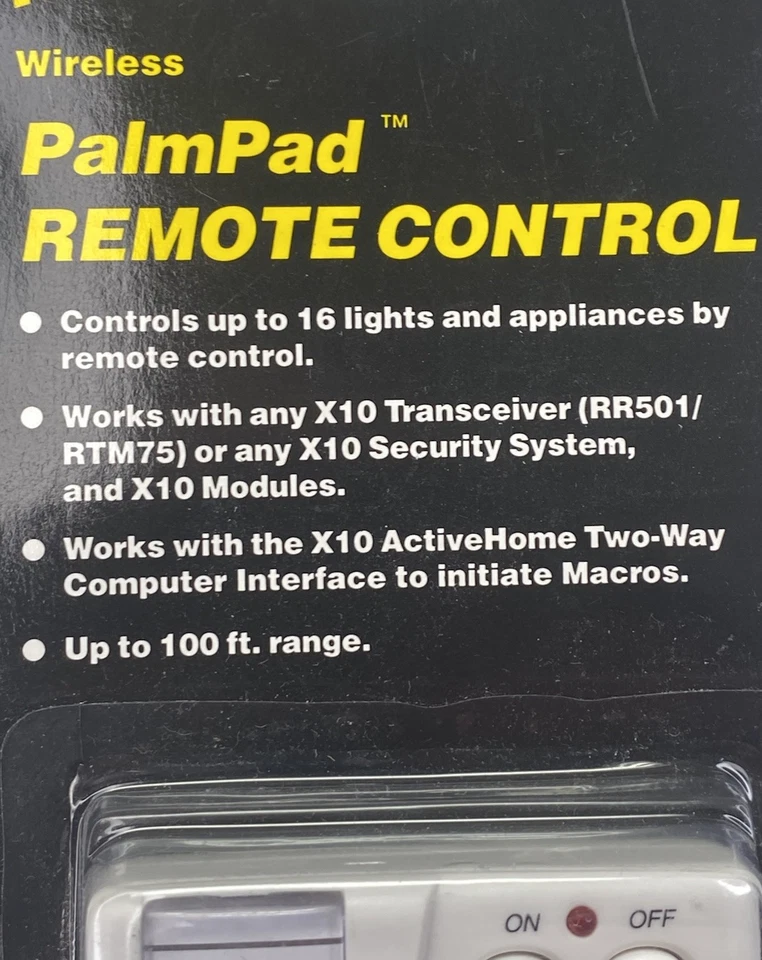 Wireless
PalmPad ™
REMOTE CONTROL
● Controls up to 16 lights and appliances by
remote control.
● Works with any X10 Transceiver (RR501/
RTM75) or any X10 Security System,
and X10 Modules.
● Works with the X10 ActiveHome Two-Way
Computer Interface to initiate Macros.
● Up to 100 ft. range.
ON OFF